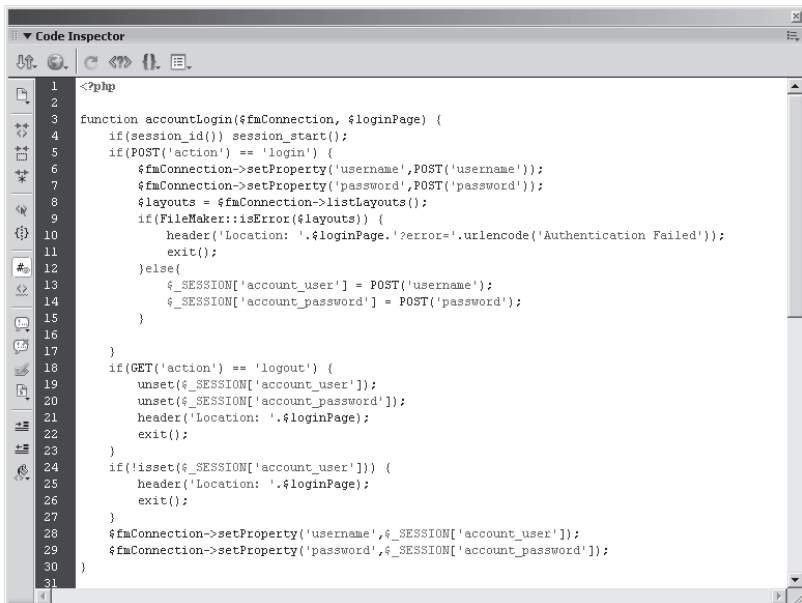 Code Inspector
1 <?php
2
3 function accountLogin($fmConnection, $loginPage) {
4 if(session_id()) session_start();
5 if(POST('action') == 'login') {
6 $fmConnection->setProperty('username',POST('username'));
7 $fmConnection->setProperty('password',POST('password'));
8 $layouts = $fmConnection->listLayouts();
9 if(FileMaker::isError($layouts)) {
10 header('Location: '.$loginPage.'?error='.urlencode('Authentication Failed'));
11 exit();
12 }else{
13 $_SESSION['account_user'] = POST('username');
14 $_SESSION['account_password'] = POST('password');
15 }
16
17 }
18 if(GET('action') == 'logout') {
19 unset($_SESSION['account_user']);
20 unset($_SESSION['account_password']);
21 header('Location: '.$loginPage);
22 exit();
23 }
24 if(!isset($_SESSION['account_user'])) {
25 header('Location: '.$loginPage);
26 exit();
27 }
28 $fmConnection->setProperty('username',$_SESSION['account_user']);
29 $fmConnection->setProperty('password',$_SESSION['account_password']);
30 }
31